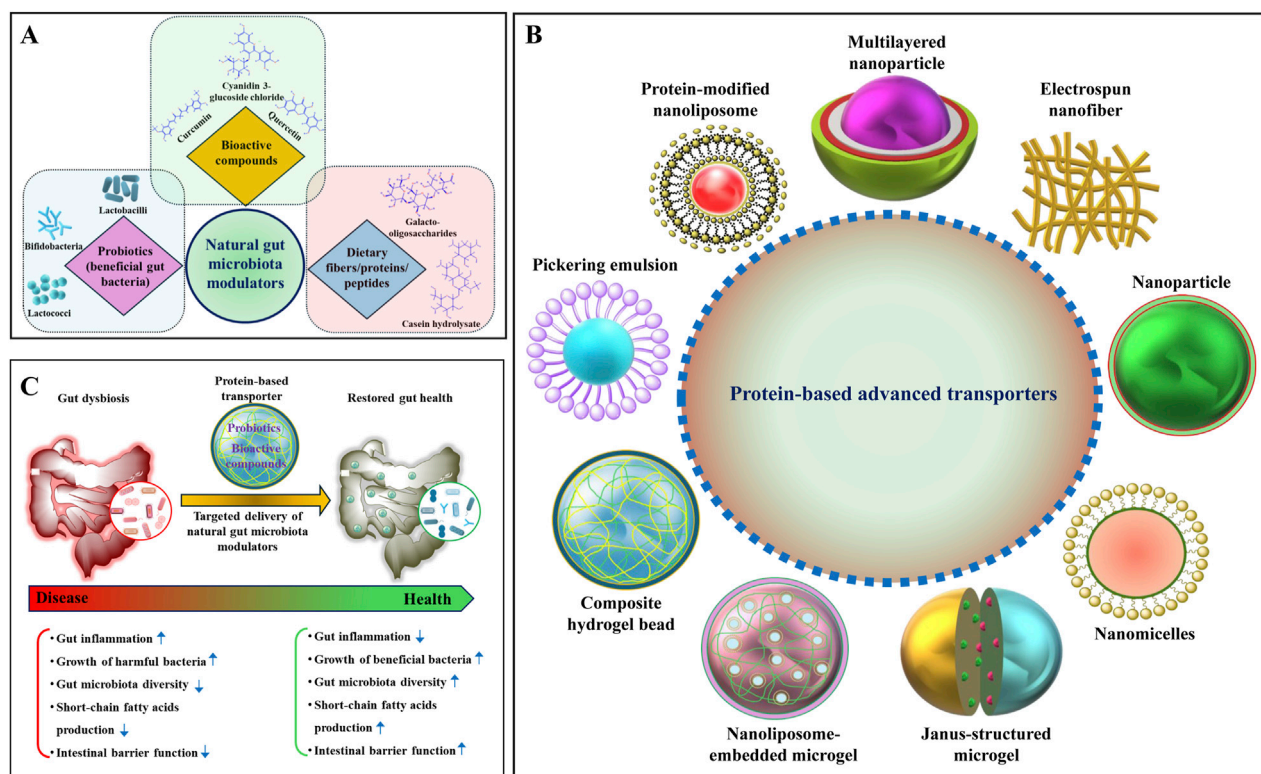 A
Cyanidin 3-
glucoside chloride
Curcumin
Quercetin
Bioactive
compounds
Lactobacilli
Bifidobacteria
Probiotics
(beneficial gut
bacteria)
Lactococci
Natural gut
microbiota
modulators
Galacto-
oligosaccharides
Dietary
fibers/proteins/
peptides
Casein hydrolysate
B
Multilayered
nanoparticle
Protein-modified
nanoliposome
Electrospun
nanofiber
Pickering emulsion
Nanoparticle
Protein-based advanced transporters
Composite
hydrogel bead
Nanomicelles
Nanoliposome-
embedded microgel
Janus-structured
microgel
C
Gut dysbiosis
Protein-based
transporter
Restored gut health
Probiotics
Bioactive
compounds
Targeted delivery of
natural gut microbiota
modulators
Disease
Health
• Gut inflammation ↑
• Growth of harmful bacteria ↑
• Gut microbiota diversity ↓
• Short-chain fatty acids
production ↓
• Intestinal barrier function ↓
• Gut inflammation ↓
• Growth of beneficial bacteria ↑
• Gut microbiota diversity ↑
• Short-chain fatty acids
production ↑
• Intestinal barrier function ↑